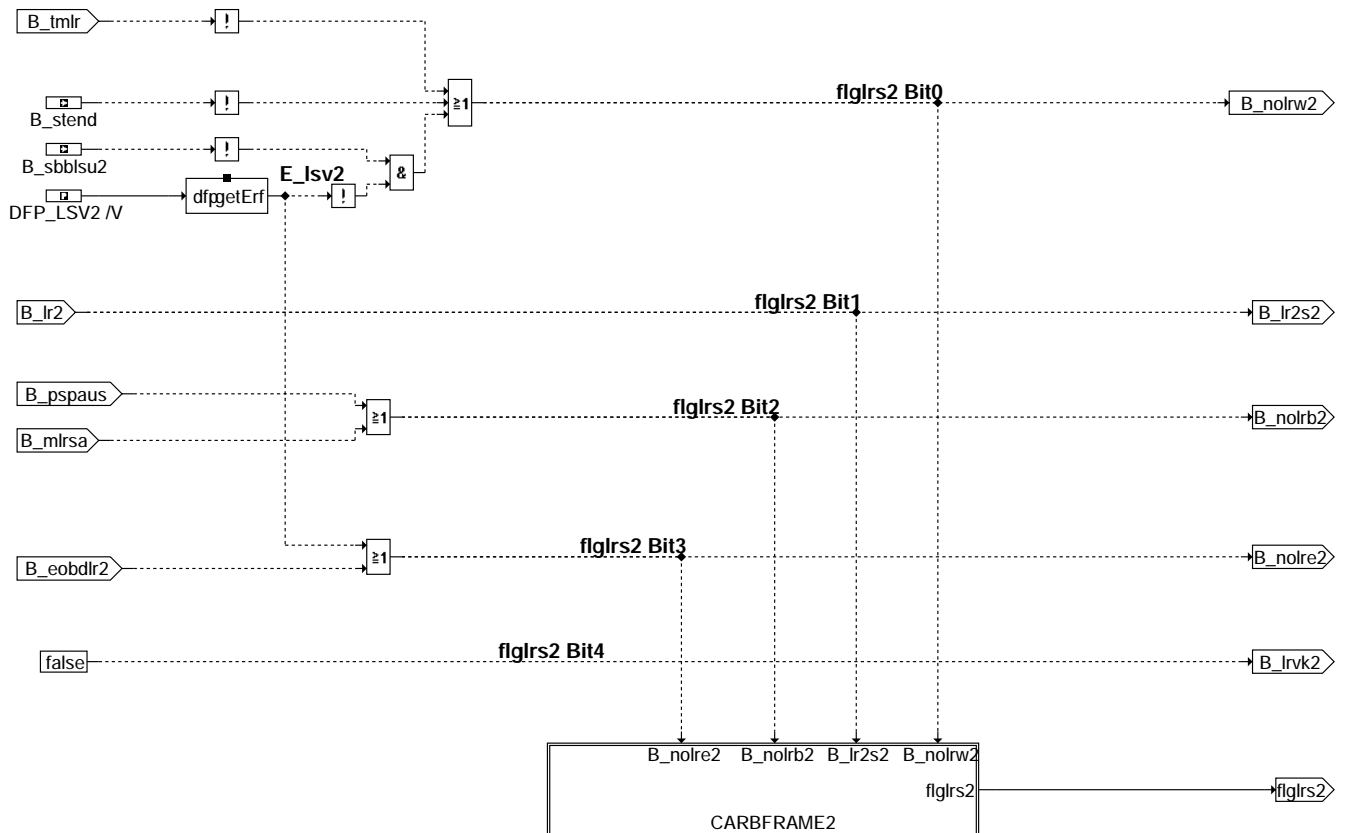 B_tmlr
!
flglrs2 Bit0
≥1
B_nolrw2
!
B_stend
!
B_sbblsu2
&
E_lsv2
dfpgetErf
!
DFP_LSV2 /V
flglrs2 Bit1
B_lr2
B_lr2s2
B_pspaus
flglrs2 Bit2
≥1
B_nolrb2
B_mlrsa
flglrs2 Bit3
≥1
B_nolre2
B_eobdlr2
flglrs2 Bit4
false
B_lrvk2
B_nolre2 B_nolrb2 B_lr2s2 B_nolrw2
flglrs2
flglrs2
CARBFRAME2